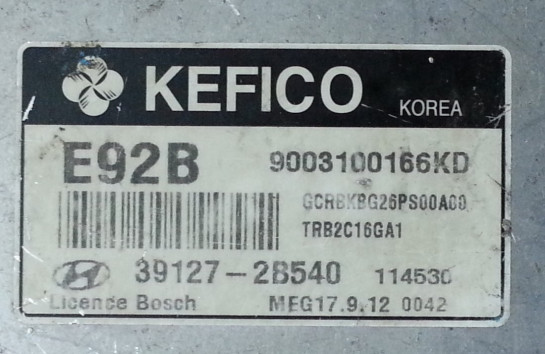 KEFICO KOREA
E92B 9003100166KD
GCRBKBG26PS00A00
TRB2C16GA1
39127-2B540 114530
Licence Bosch MEG17.9.12 0042